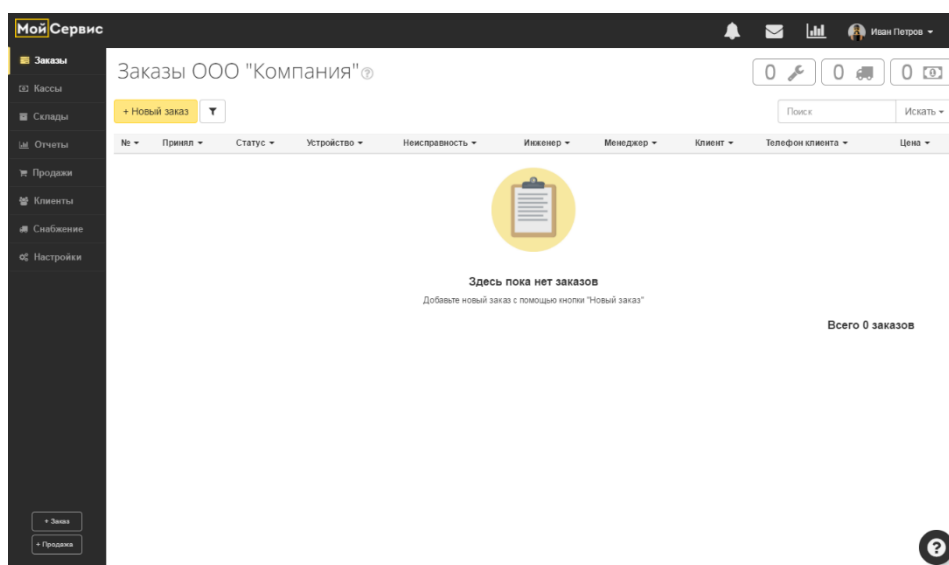 МойСервис
Иван Петров
Заказы
Кассы
Склады
Отчеты
Продажи
Клиенты
Снабжение
Настройки
+ Заказ
+ Продажа
Заказы ООО "Компания"
0 0 0
+ Новый заказ
Поиск Искать
№ Принял Статус Устройство Неисправность Инженер Менеджер Клиент Телефон клиента Цена
Здесь пока нет заказов
Добавьте новый заказ с помощью кнопки "Новый заказ"
Всего 0 заказов